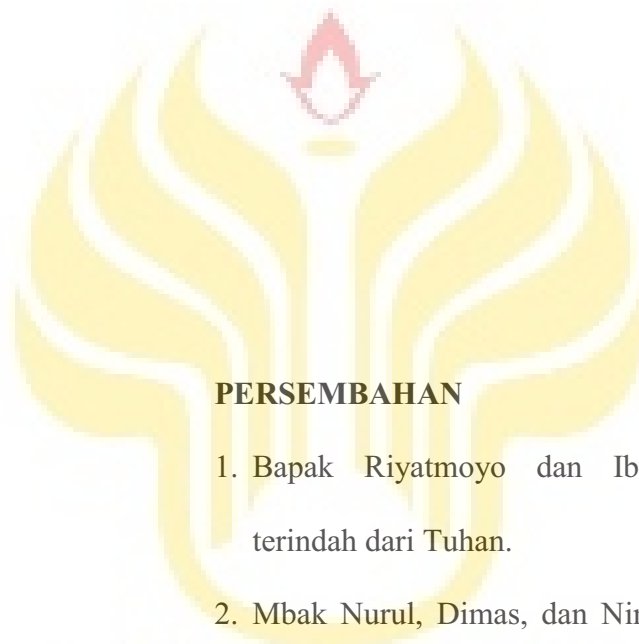 PERSEMBAHAN
1. Bapak Riyatmoyo dan
terindah dari Tuhan.
2. Mbak Nurul, Dimas, dan